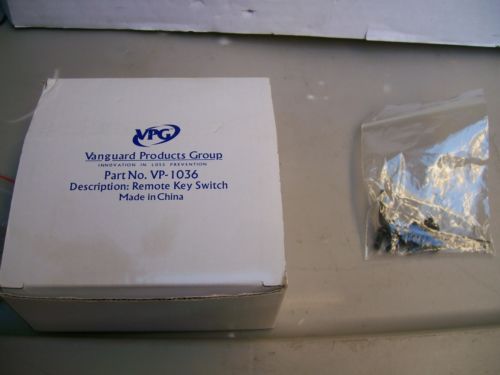 VPG
Vanguard Products Group
INNOVATION IN LOSS PREVENTION
Part No. VP-1036
Description: Remote Key Switch
Made in China